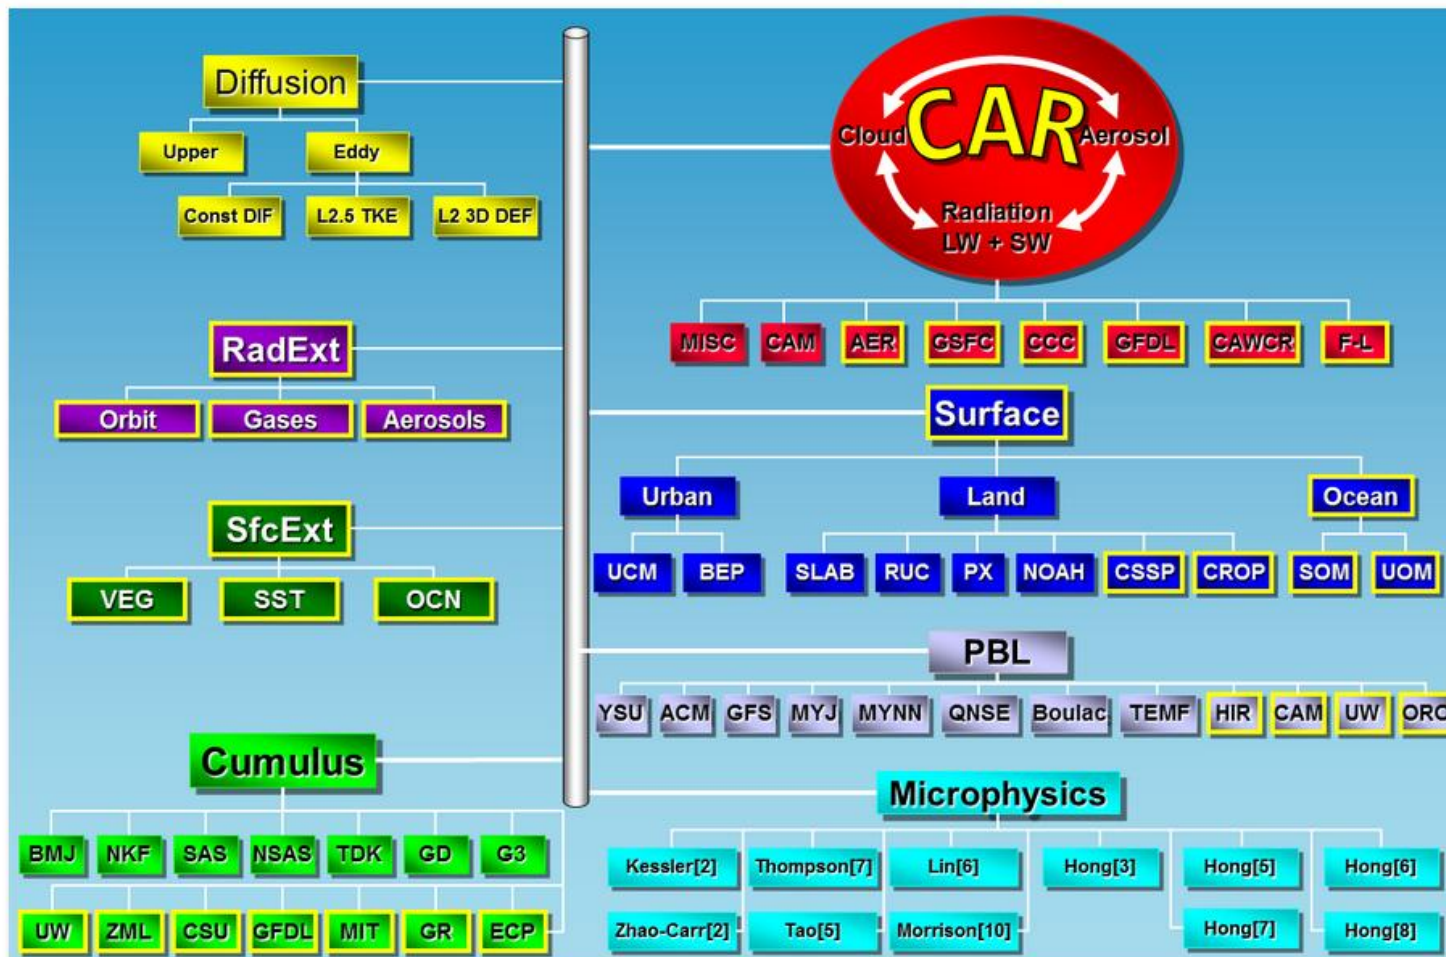 Diffusion
Upper
Eddy
Const DIF
L2.5 TKE
L2 3D DEF
RadExt
Orbit
Gases
Aerosols
SfcExt
VEG
SST
OCN
Cumulus
BMJ
NKF
SAS
NSAS
TDK
GD
G3
UW
ZML
CSU
GFDL
MIT
GR
ECP
CAR
Cloud
Aerosol
Radiation
LW + SW
MISC
CAM
AER
GSFC
CCC
GFDL
CAWCR
F-L
Surface
Urban
Land
Ocean
UCM
BEP
SLAB
RUC
PX
NOAH
CSSP
CROP
SOM
UOM
PBL
YSU
ACM
GFS
MYJ
MYNN
QNSE
Boulac
TEMF
HIR
CAM
UW
ORO
Microphysics
Kessler[2]
Thompson[7]
Lin[6]
Hong[3]
Hong[5]
Hong[6]
Zhao-Carr[2]
Tao[5]
Morrison[10]
Hong[7]
Hong[8]